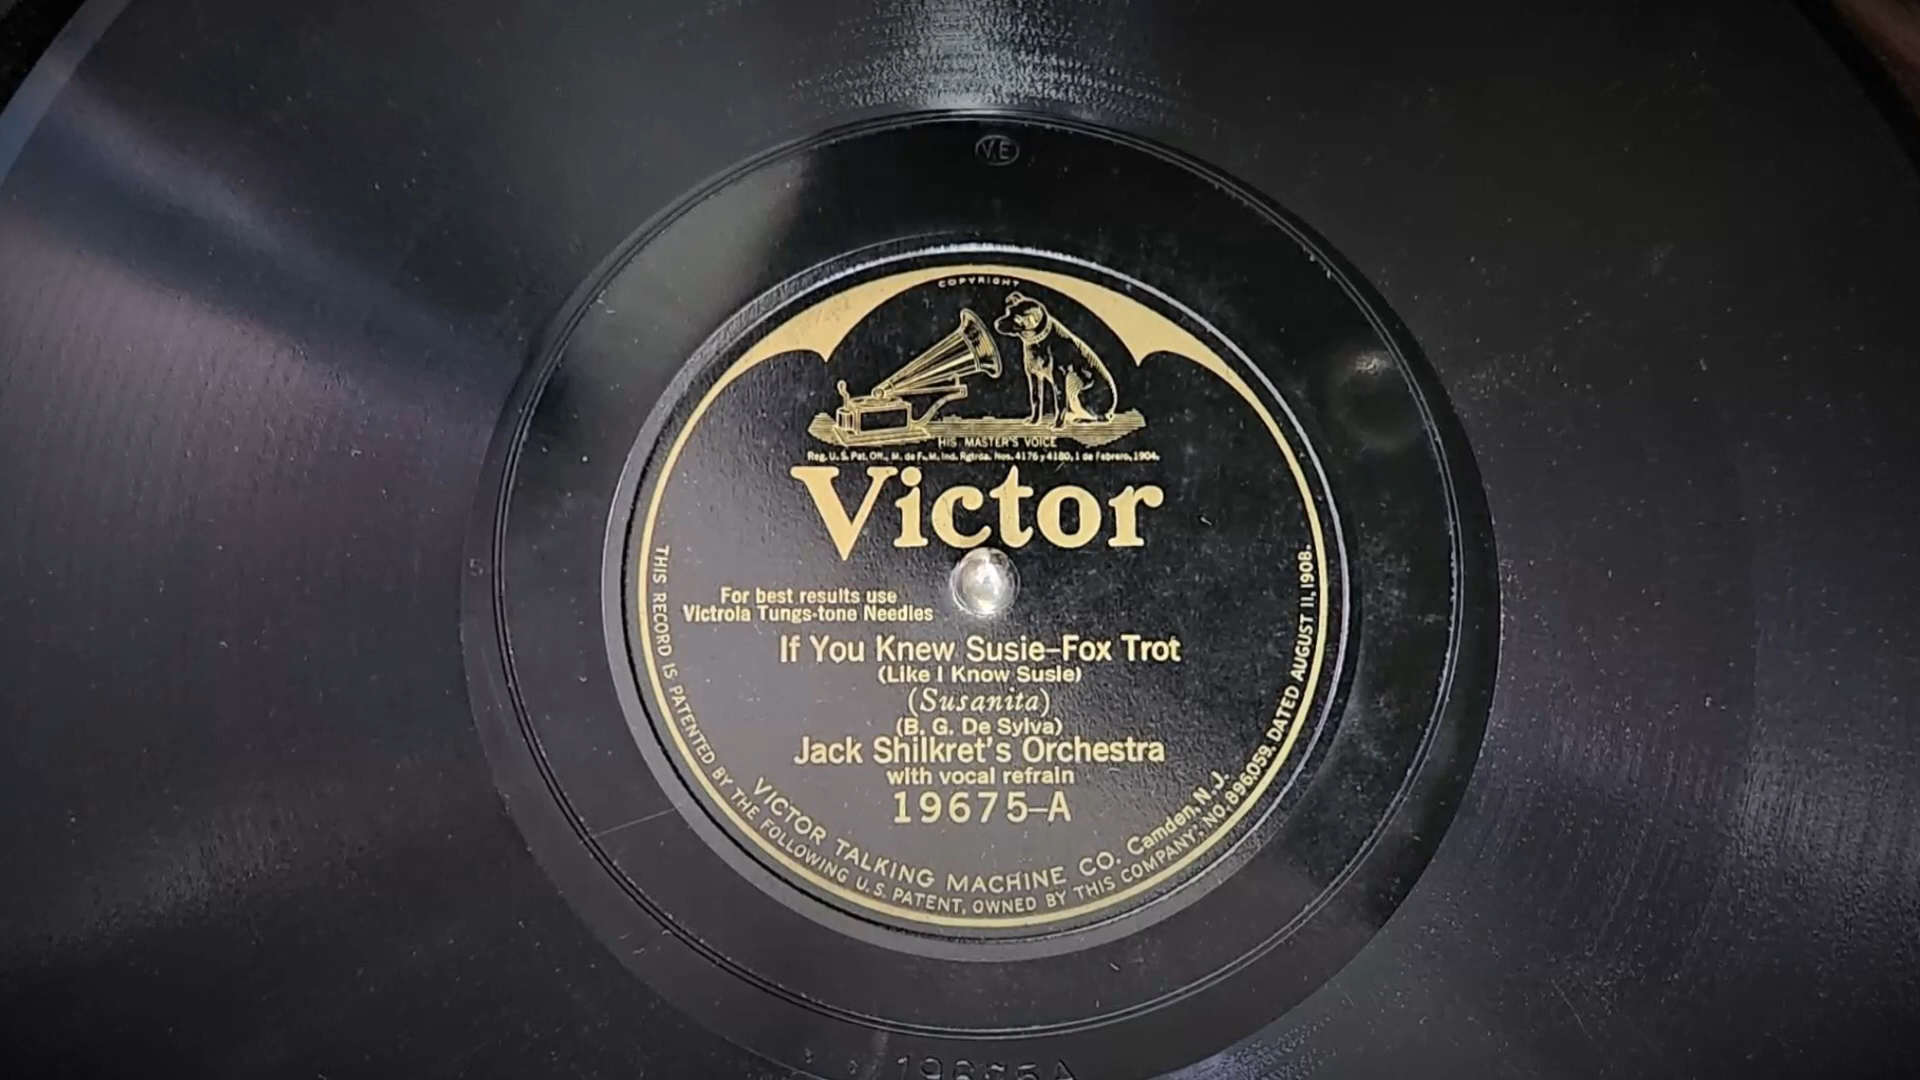 VE
COPYRIGHT
HIS MASTER'S VOICE
Reg. U. S. Pat. Off., M. de F., M. Ind. Rgtrda. Nos. 4176 y 4180, 1 de Febrero, 1904.
Victor
For best results use
Victrola Tungs-tone Needles
If You Knew Susie–Fox Trot
(Like I Know Susie)
(Susanita)
(B. G. De Sylva)
Jack Shilkret's Orchestra
with vocal refrain
19675–A
VICTOR TALKING MACHINE CO. Camden, N. J.
THIS RECORD IS PATENTED BY THE FOLLOWING U.S. PATENT, OWNED BY THIS COMPANY; NO. 896,059, DATED AUGUST 11, 1908.
19675A